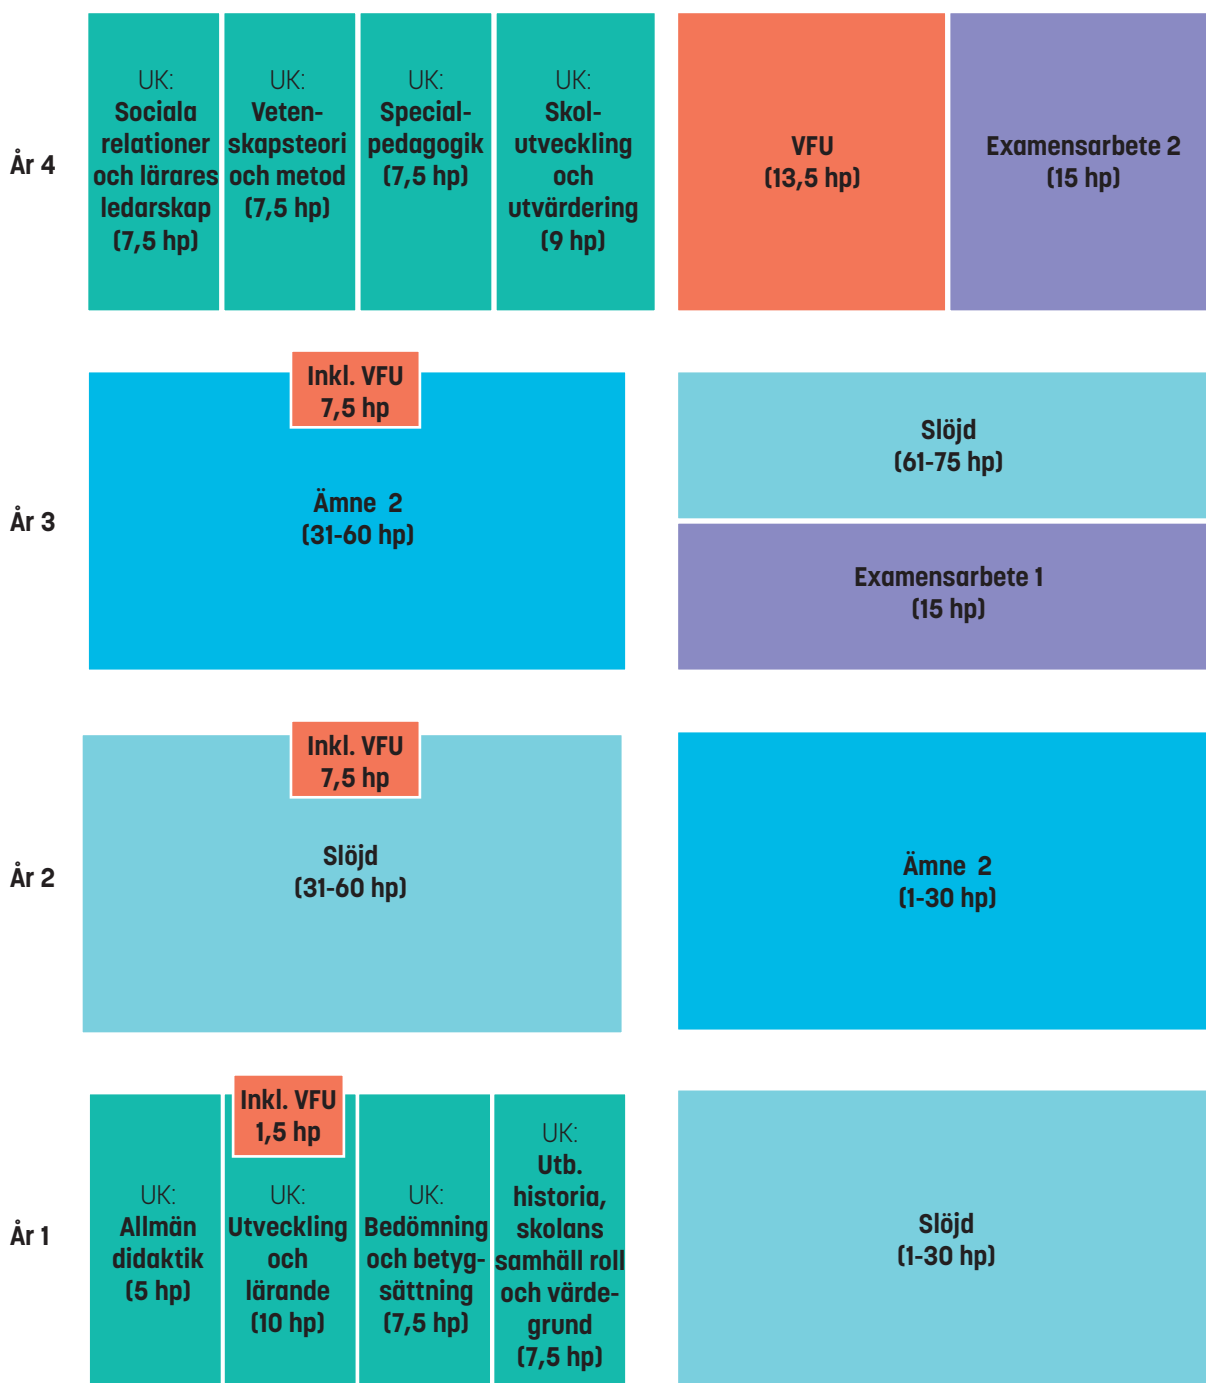 År 4
UK:
Sociala
relationer
och lärares
ledarskap
(7,5 hp)
UK:
Veten-
skapsteori
och metod
(7,5 hp)
UK:
Special-
pedagogik
(7,5 hp)
UK:
Skol-
utveckling
och
utvärdering
(9 hp)
VFU
(13,5 hp)
Examensarbete 2
(15 hp)
År 3
Inkl. VFU
7,5 hp
Ämne 2
(31-60 hp)
Slöjd
(61-75 hp)
Examensarbete 1
(15 hp)
År 2
Inkl. VFU
7,5 hp
Slöjd
(31-60 hp)
Ämne 2
(1-30 hp)
År 1
UK:
Allmän
didaktik
(5 hp)
Inkl. VFU
1,5 hp
UK:
Utveckling
och
lärande
(10 hp)
UK:
Bedömning
och betyg-
sättning
(7,5 hp)
UK:
Utb.
historia,
skolans
samhäll roll
och värde-
grund
(7,5 hp)
Slöjd
(1-30 hp)